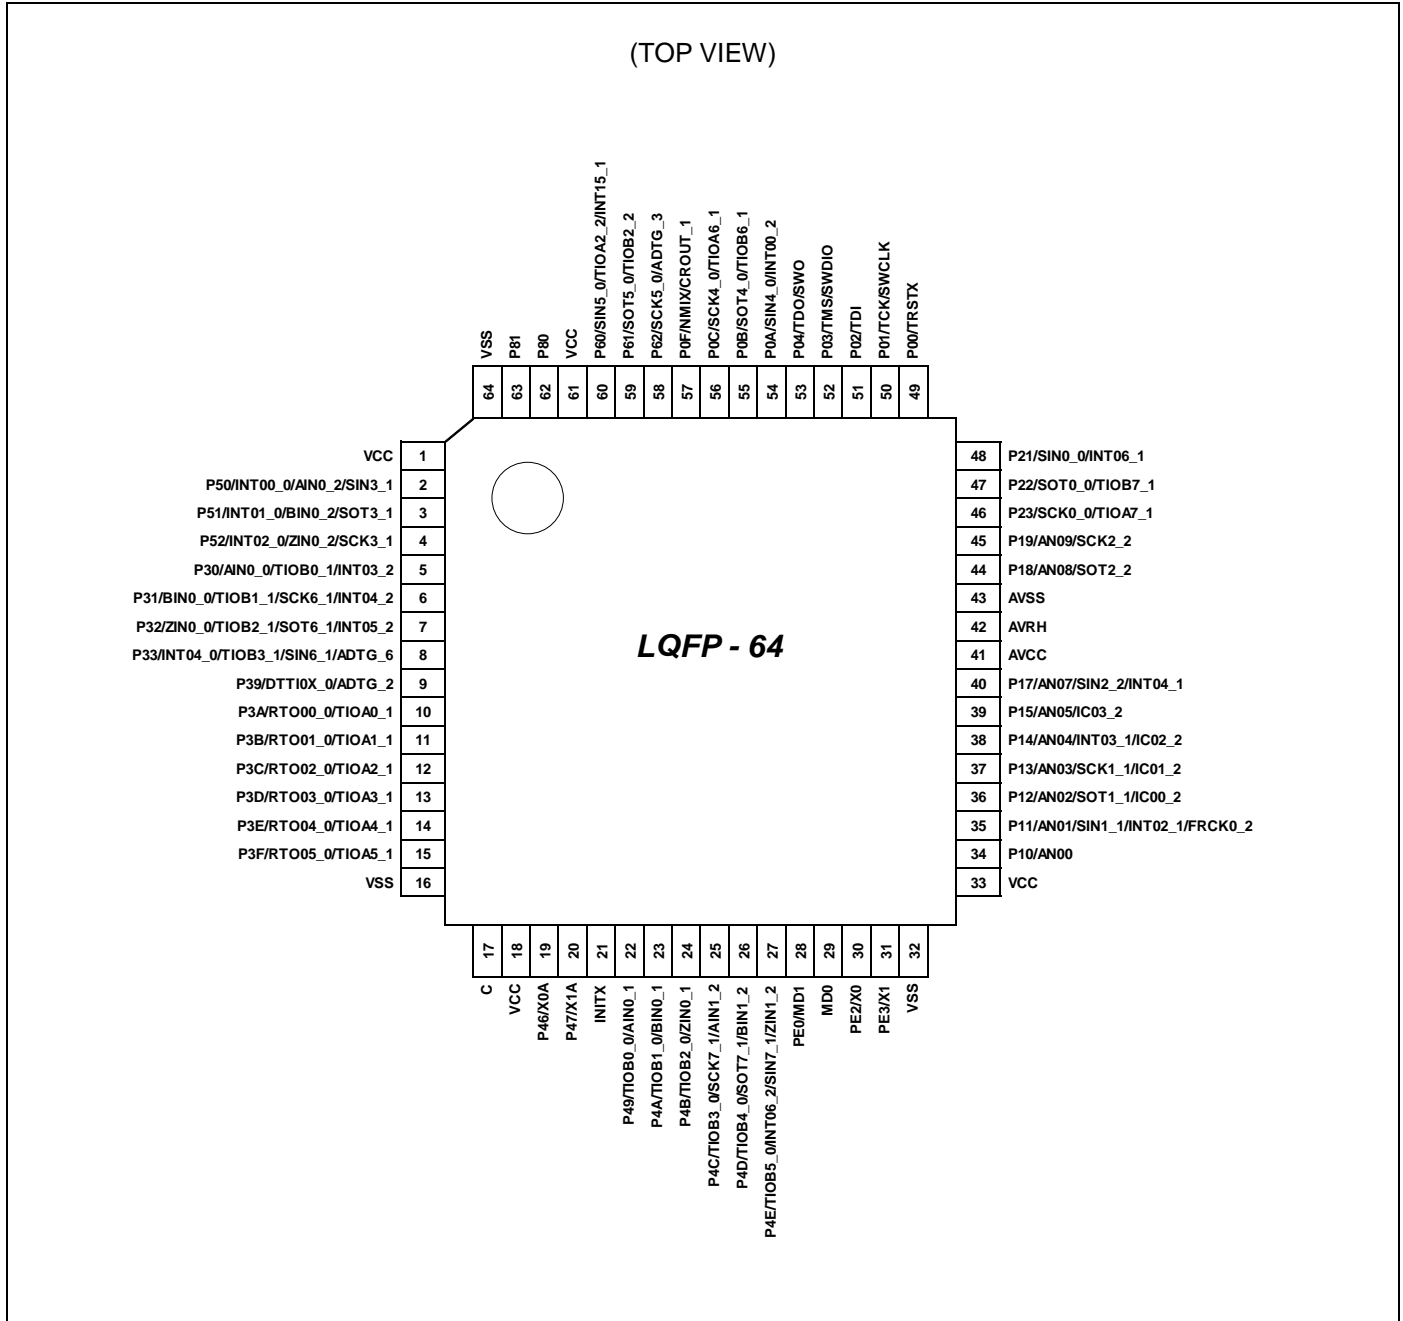 (TOP VIEW)
VSS 64
P81 63
P80 62
VCC 61
P60/SIN5_0/TIOA2_2/INT15_1 60
P61/SOT5_0/TIOB2_2 59
P62/SCK5_0/ADTG_3 58
P0F/NMIX/CROUT_1 57
P0C/SCK4_0/TIOA6_1 56
P0B/SOT4_0/TIOB6_1 55
P0A/SIN4_0/INT00_2 54
P04/TDO/SWO 53
P03/TMS/SWDIO 52
P02/TDI 51
P01/TCK/SWCLK 50
P00/TRSTX 49
VCC 1
P50/INT00_0/AIN0_2/SIN3_1 2
P51/INT01_0/BIN0_2/SOT3_1 3
P52/INT02_0/ZIN0_2/SCK3_1 4
P30/AIN0_0/TIOB0_1/INT03_2 5
P31/BIN0_0/TIOB1_1/SCK6_1/INT04_2 6
P32/ZIN0_0/TIOB2_1/SOT6_1/INT05_2 7
P33/INT04_0/TIOB3_1/SIN6_1/ADTG_6 8
P39/DTTI0X_0/ADTG_2 9
P3A/RTO00_0/TIOA0_1 10
P3B/RTO01_0/TIOA1_1 11
P3C/RTO02_0/TIOA2_1 12
P3D/RTO03_0/TIOA3_1 13
P3E/RTO04_0/TIOA4_1 14
P3F/RTO05_0/TIOA5_1 15
VSS 16
LQFP - 64
48 P21/SIN0_0/INT06_1
47 P22/SOT0_0/TIOB7_1
46 P23/SCK0_0/TIOA7_1
45 P19/AN09/SCK2_2
44 P18/AN08/SOT2_2
43 AVSS
42 AVRH
41 AVCC
40 P17/AN07/SIN2_2/INT04_1
39 P15/AN05/IC03_2
38 P14/AN04/INT03_1/IC02_2
37 P13/AN03/SCK1_1/IC01_2
36 P12/AN02/SOT1_1/IC00_2
35 P11/AN01/SIN1_1/INT02_1/FRCK0_2
34 P10/AN00
33 VCC
17 C
18 VCC
19 P46/X0A
20 P47/X1A
21 INITX
22 P49/TIOB0_0/AIN0_1
23 P4A/TIOB1_0/BIN0_1
24 P4B/TIOB2_0/ZIN0_1
25 P4C/TIOB3_0/SCK7_1/AIN1_2
26 P4D/TIOB4_0/SOT7_1/BIN1_2
27 P4E/TIOB5_0/INT06_2/SIN7_1/ZIN1_2
28 PE0/MD1
29 MD0
30 PE2/X0
31 PE3/X1
32 VSS